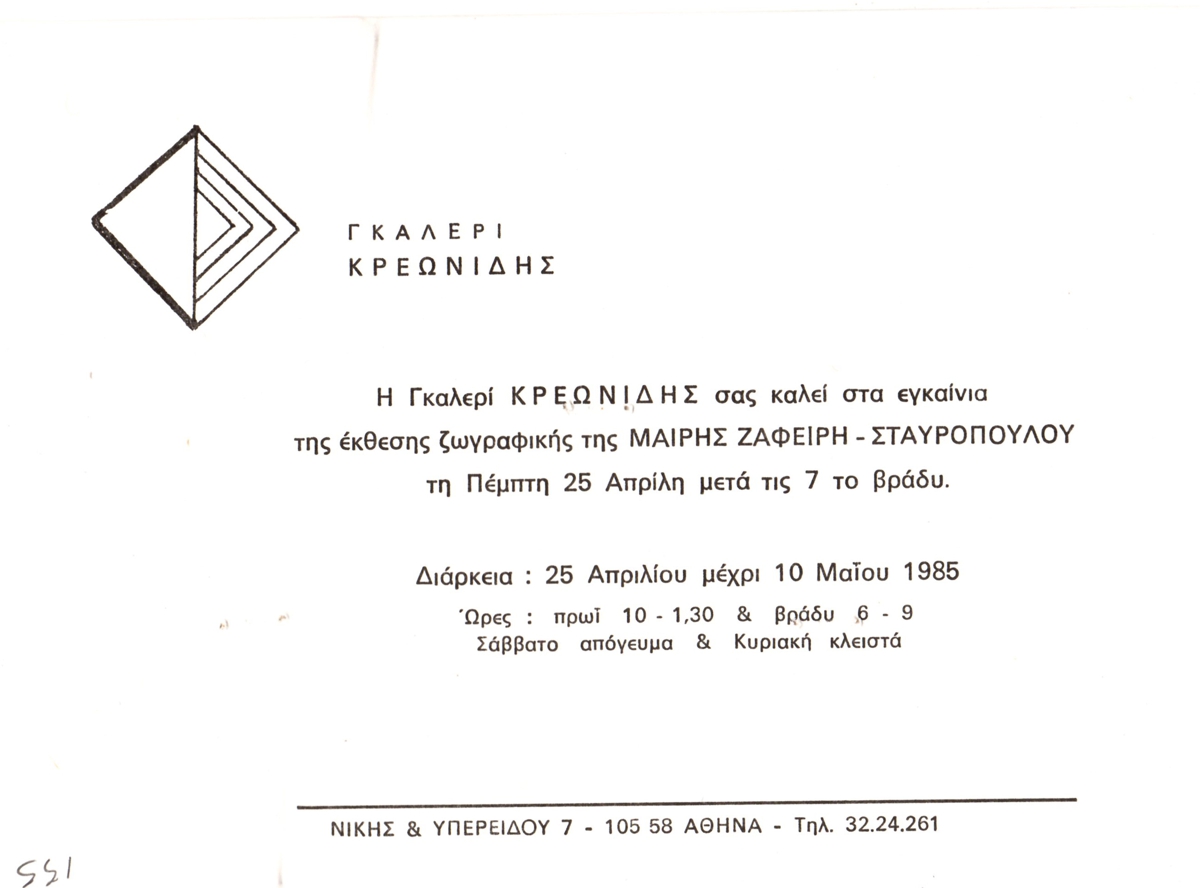 ΓΚΑΛΕΡΙ
ΚΡΕΩΝΙΔΗΣ
Η Γκαλερί ΚΡΕΩΝΙΔΗΣ σας καλεί στα εγκαίνια
της έκθεσης ζωγραφικής της ΜΑΙΡΗΣ ΖΑΦΕΙΡΗ - ΣΤΑΥΡΟΠΟΥΛΟΥ
τη Πέμπτη 25 Απρίλη μετά τις 7 το βράδυ.
Διάρκεια : 25 Απριλίου μέχρι 10 Μαΐου 1985
Ώρες : πρωΐ 10 - 1,30 & βράδυ 6 - 9
Σάββατο απόγευμα & Κυριακή κλειστά
ΝΙΚΗΣ & ΥΠΕΡΕΙΔΟΥ 7 - 105 58 ΑΘΗΝΑ - Τηλ. 32.24.261